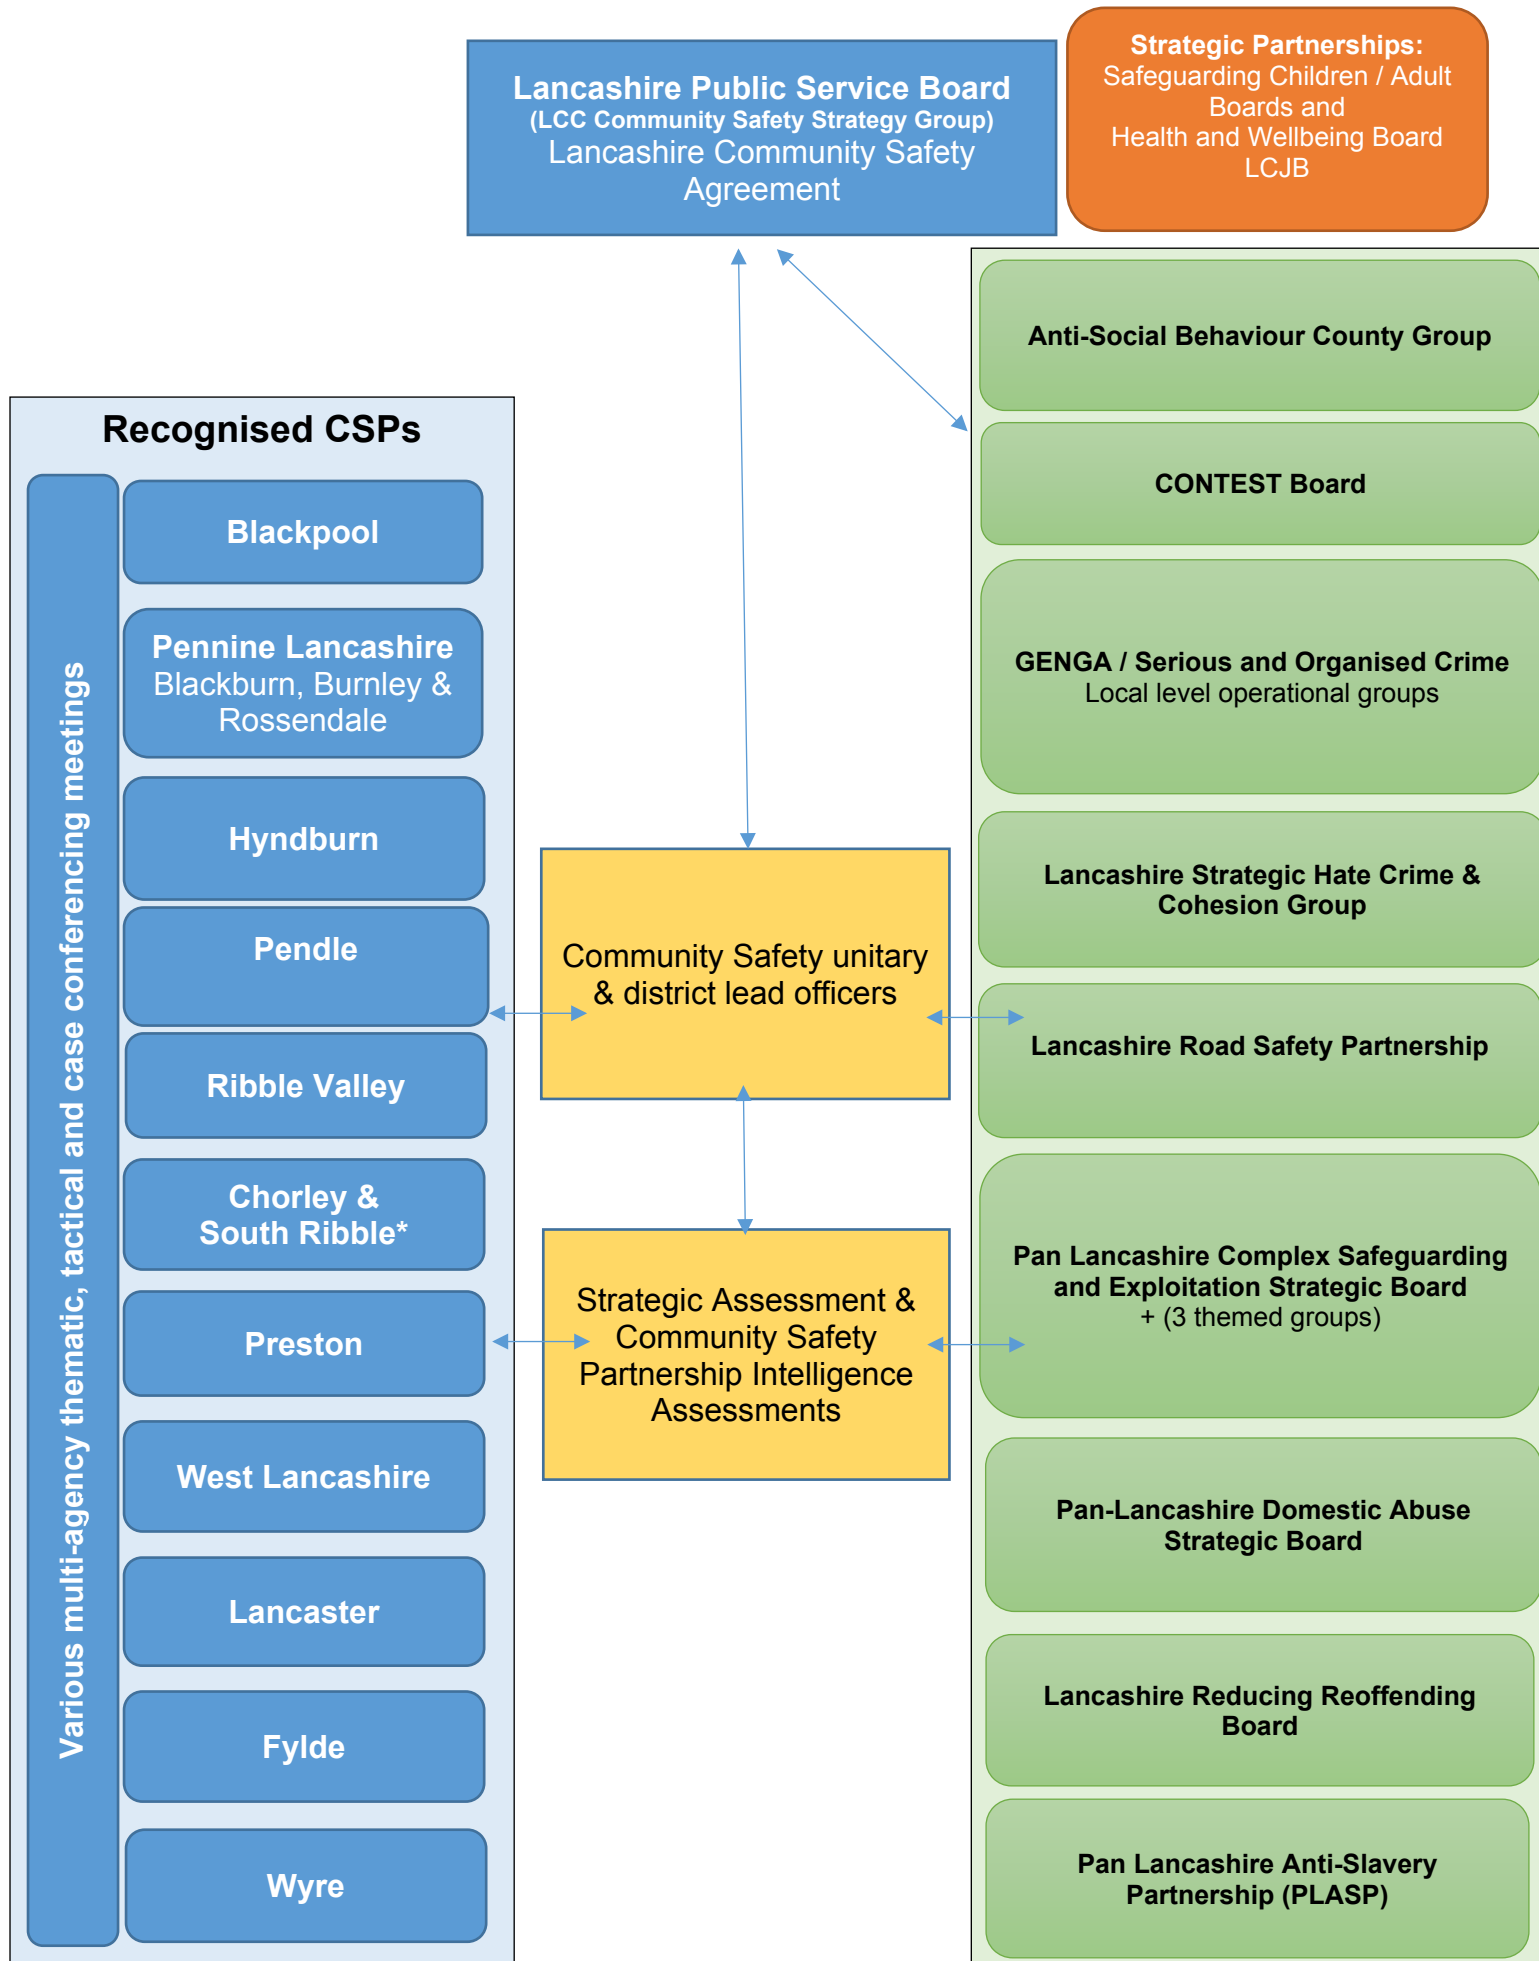 Lancashire Public Service Board
(LCC Community Safety Strategy Group)
Lancashire Community Safety
Agreement
Strategic Partnerships:
Safeguarding Children / Adult
Boards and
Health and Wellbeing Board
LCJB
Recognised CSPs
Various multi-agency thematic, tactical and case conferencing meetings
Blackpool
Pennine Lancashire
Blackburn, Burnley &
Rossendale
Hyndburn
Pendle
Ribble Valley
Chorley &
South Ribble*
Preston
West Lancashire
Lancaster
Fylde
Wyre
Community Safety unitary
& district lead officers
Strategic Assessment &
Community Safety
Partnership Intelligence
Assessments
Anti-Social Behaviour County Group
CONTEST Board
GENGA / Serious and Organised Crime
Local level operational groups
Lancashire Strategic Hate Crime &
Cohesion Group
Lancashire Road Safety Partnership
Pan Lancashire Complex Safeguarding
and Exploitation Strategic Board
+ (3 themed groups)
Pan-Lancashire Domestic Abuse
Strategic Board
Lancashire Reducing Reoffending
Board
Pan Lancashire Anti-Slavery
Partnership (PLASP)